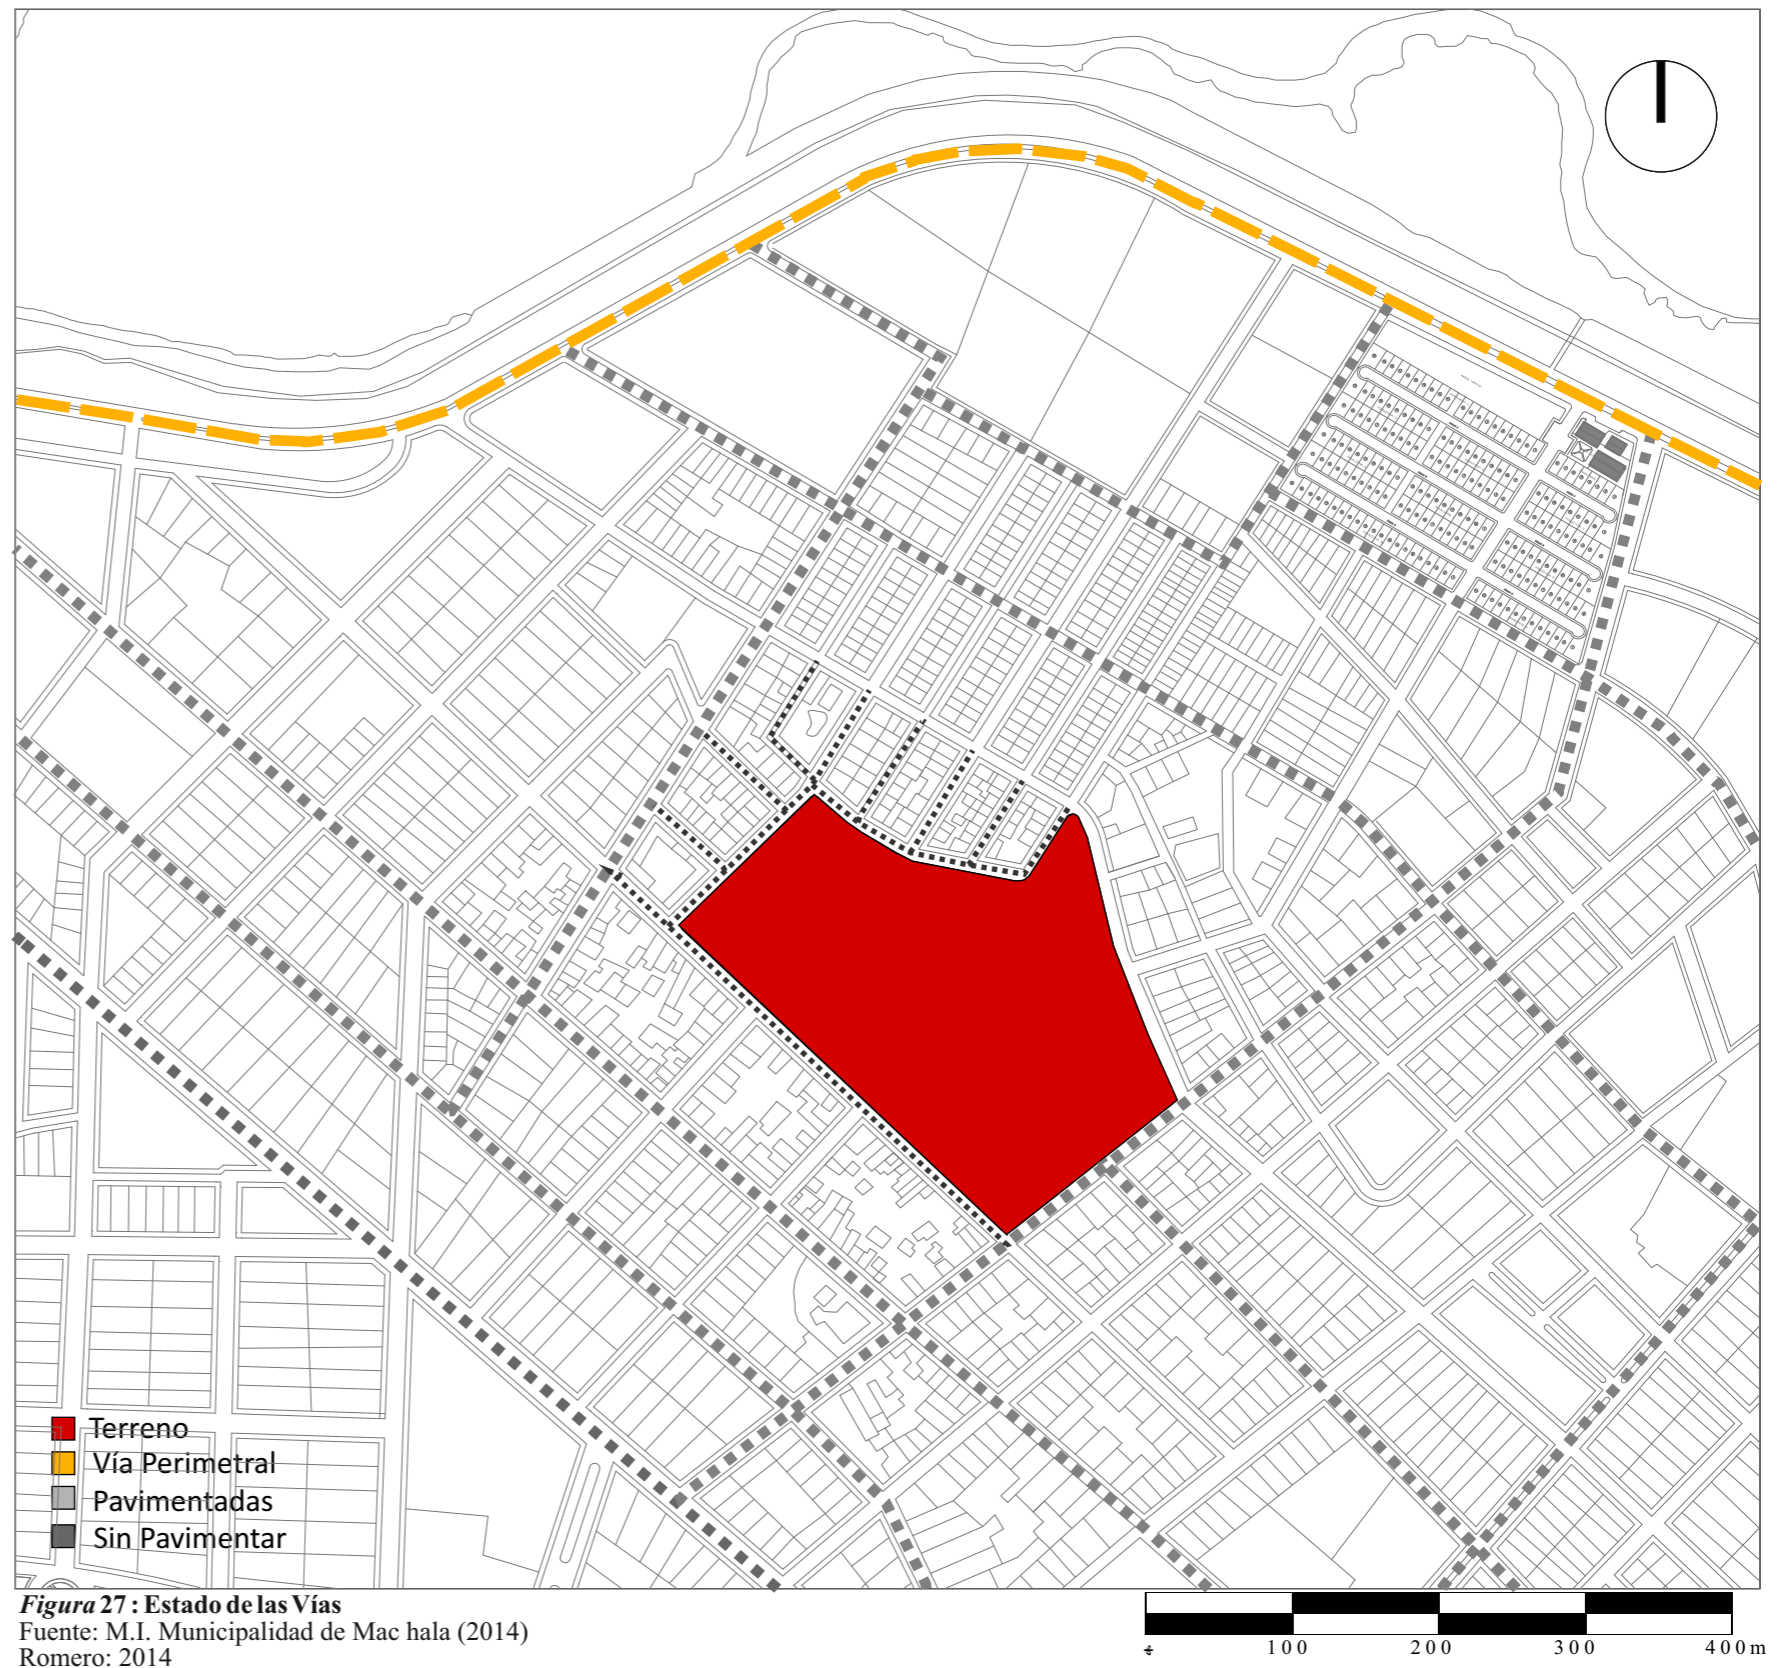 Terreno
Vía Perimetral
Pavimentadas
Sin Pavimentar
Figura 27 : Estado de las Vías
Fuente: M.I. Municipalidad de Mac hala (2014)
Romero: 2014
100 200 300 400m